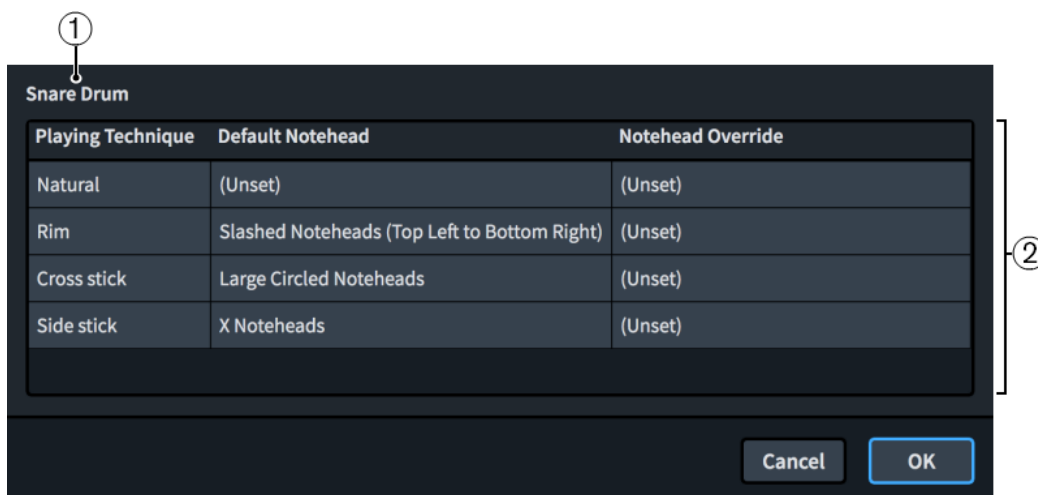 1
Snare Drum
Playing Technique Default Notehead Notehead Override
Natural (Unset) (Unset)
Rim Slashed Noteheads (Top Left to Bottom Right) (Unset)
Cross stick Large Circled Noteheads (Unset)
Side stick X Noteheads (Unset)
2
Cancel OK